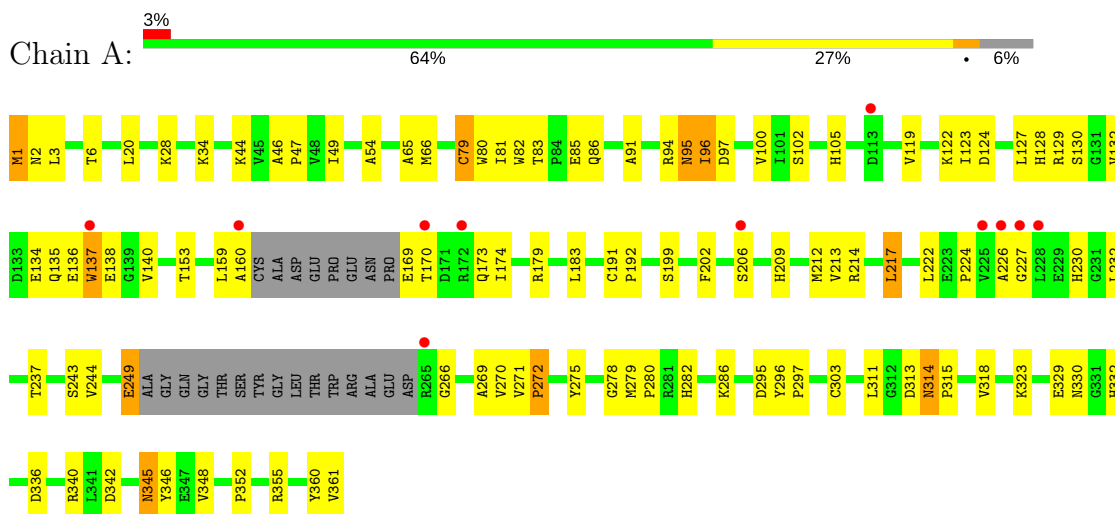 3%
Chain A:
64% 27% • 6%
M1 N2 L3 T6 L20 K28 K34 K44 V45 A46 P47 V48 I49 A54 A65 M66 C79 W80 I81 W82 T83 P84 E85 Q86 A91 R94 N95 I96 D97 V100 I101 S102 H105 D113 V119 K122 I123 D124 L127 H128 R129 S130 G131 V132
D133 E134 Q135 E136 W137 E138 G139 V140 T153 L159 A160 CYS ALA ASP GLU PRO GLU ASN PRO E169 T170 D171 R172 Q173 I174 R179 L183 C191 P192 S199 F202 S206 H209 M212 V213 R214 L217 L222 E223 P224 V225 A226 G227 L228 E229 H230 G231 L232
T237 S243 V244 E249 ALA GLY GLN GLY THR SER TYR GLY LEU THR TRP ARG ALA GLU ASP R265 G266 A269 V270 V271 P272 Y275 G278 M279 P280 R281 H282 K286 D295 Y296 P297 C303 L311 G312 D313 N314 P315 V318 K323 E329 N330 G331 H332
D336 R340 L341 D342 N345 Y346 E347 V348 P352 R355 Y360 V361